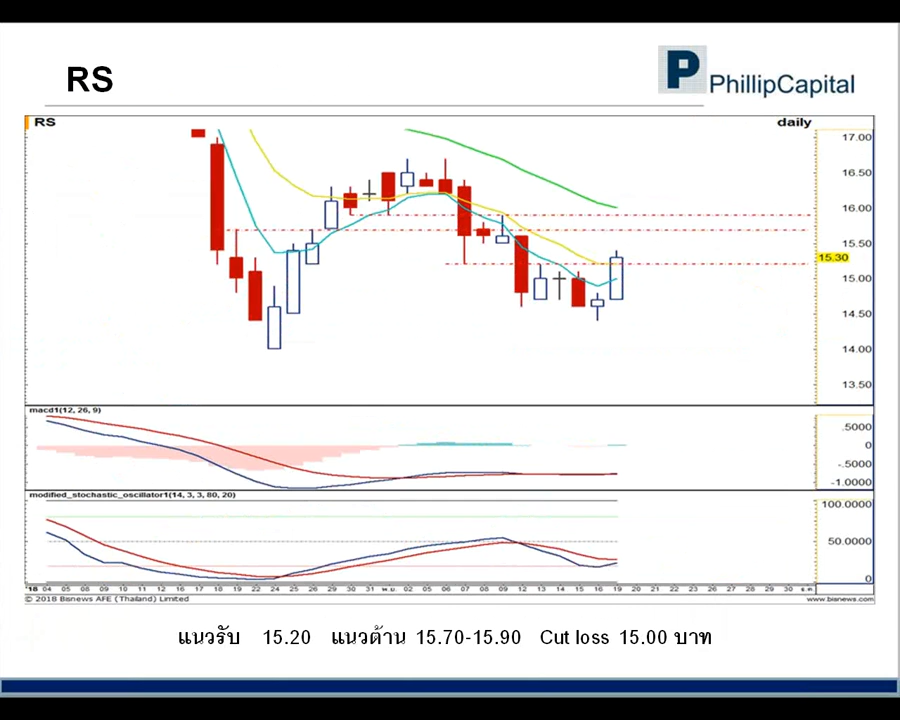 RS
P PhillipCapital
RS daily
17.00
16.50
16.00
15.50
15.30
15.00
14.50
14.00
13.50
macd1(12, 26, 9)
.5000
0
-.5000
-1.0000
modified_stochastic_oscillator1(14, 3, 3, 80, 20)
100.0000
50.0000
0
'18 04 05 08 09 10 11 12 16 17 18 19 22 24 25 26 29 30 31 พ.ย. 02 05 06 07 08 09 12 13 14 15 16 19 20 21 22 23 26 27 28 29 30 ธ.ค.
© 2018 Bisnews AFE (Thailand) Limited www.bisnews.com
แนวรับ 15.20 แนวต้าน 15.70-15.90 Cut loss 15.00 บาท